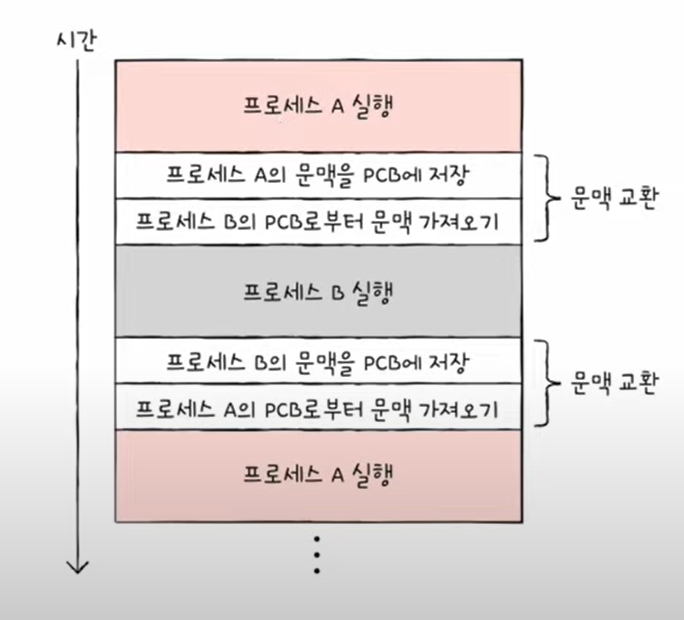 시간
프로세스 A 실행
프로세스 A의 문맥을 PCB에 저장
프로세스 B의 PCB로부터 문맥 가져오기
문맥 교환
프로세스 B 실행
프로세스 B의 문맥을 PCB에 저장
프로세스 A의 PCB로부터 문맥 가져오기
문맥 교환
프로세스 A 실행